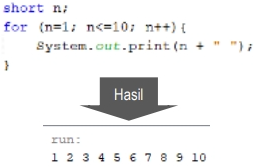 short n;
for (n=1; n<=10; n++){
System.out.print(n + " ");
}
Hasil
run:
1 2 3 4 5 6 7 8 9 10